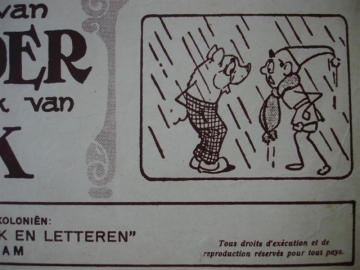 van
DER
k van
K
KOLONIËN:
K EN LETTEREN"
AM
Tous droits d'exécution et de
reproduction réservés pour tous pays.